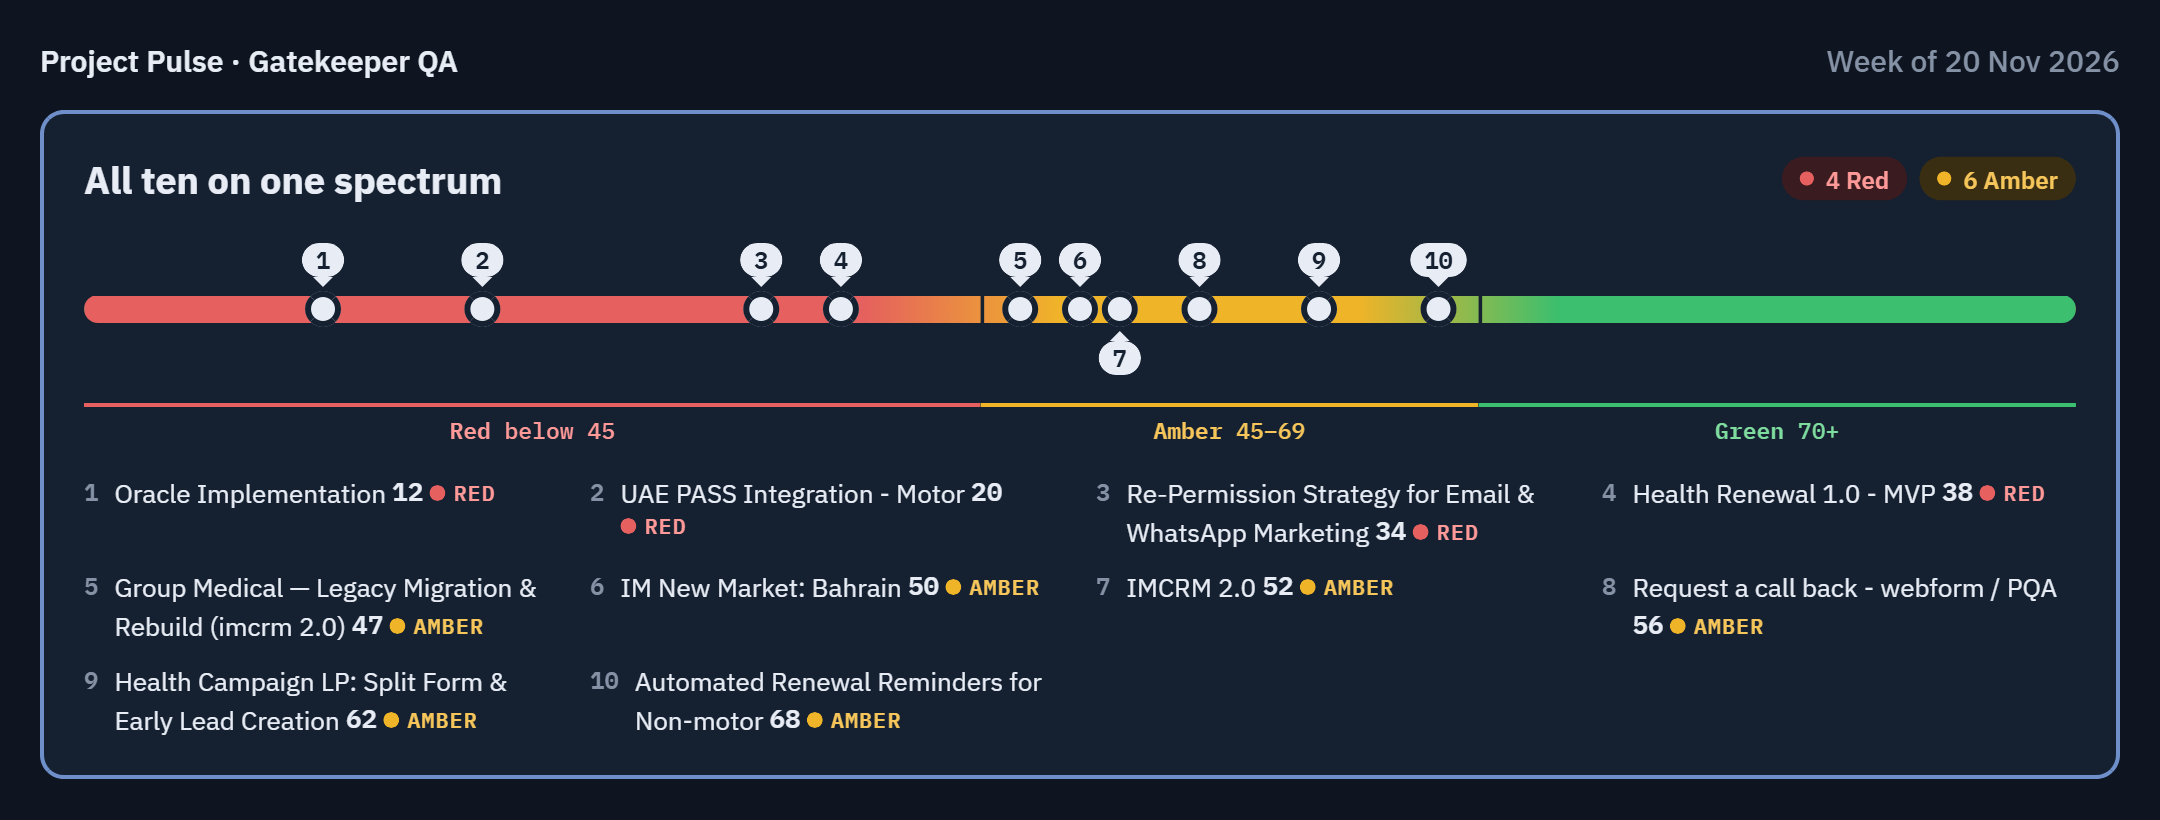 Project Pulse · Gatekeeper QA
Week of 20 Nov 2026
All ten on one spectrum
4 Red
6 Amber
1
2
3
4
5
6
8
9
10
7
Red below 45
Amber 45–69
Green 70+
1 Oracle Implementation 12 RED
2 UAE PASS Integration - Motor 20
RED
3 Re-Permission Strategy for Email &
WhatsApp Marketing 34 RED
4 Health Renewal 1.0 - MVP 38 RED
5 Group Medical — Legacy Migration &
Rebuild (imcrm 2.0) 47 AMBER
6 IM New Market: Bahrain 50 AMBER
7 IMCRM 2.0 52 AMBER
8 Request a call back - webform / PQA
56 AMBER
9 Health Campaign LP: Split Form &
Early Lead Creation 62 AMBER
10 Automated Renewal Reminders for
Non-motor 68 AMBER